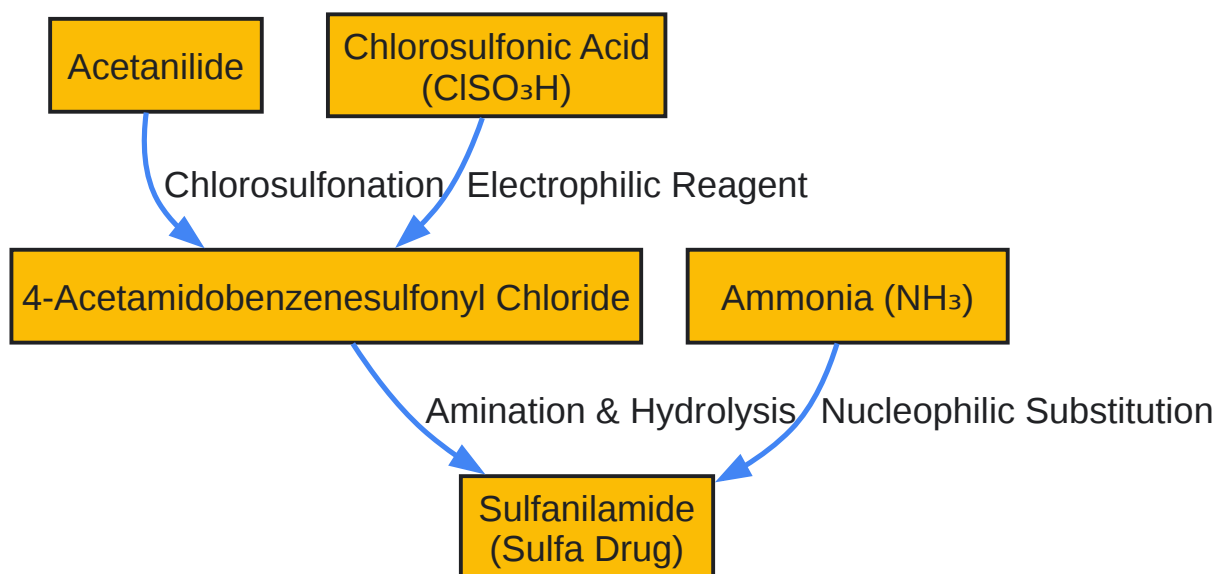 Acetanilide
Chlorosulfonic Acid
(ClSO₃H)
Chlorosulfonation
Electrophilic Reagent
4-Acetamidobenzenesulfonyl Chloride
Ammonia (NH₃)
Amination & Hydrolysis
Nucleophilic Substitution
Sulfanilamide
(Sulfa Drug)